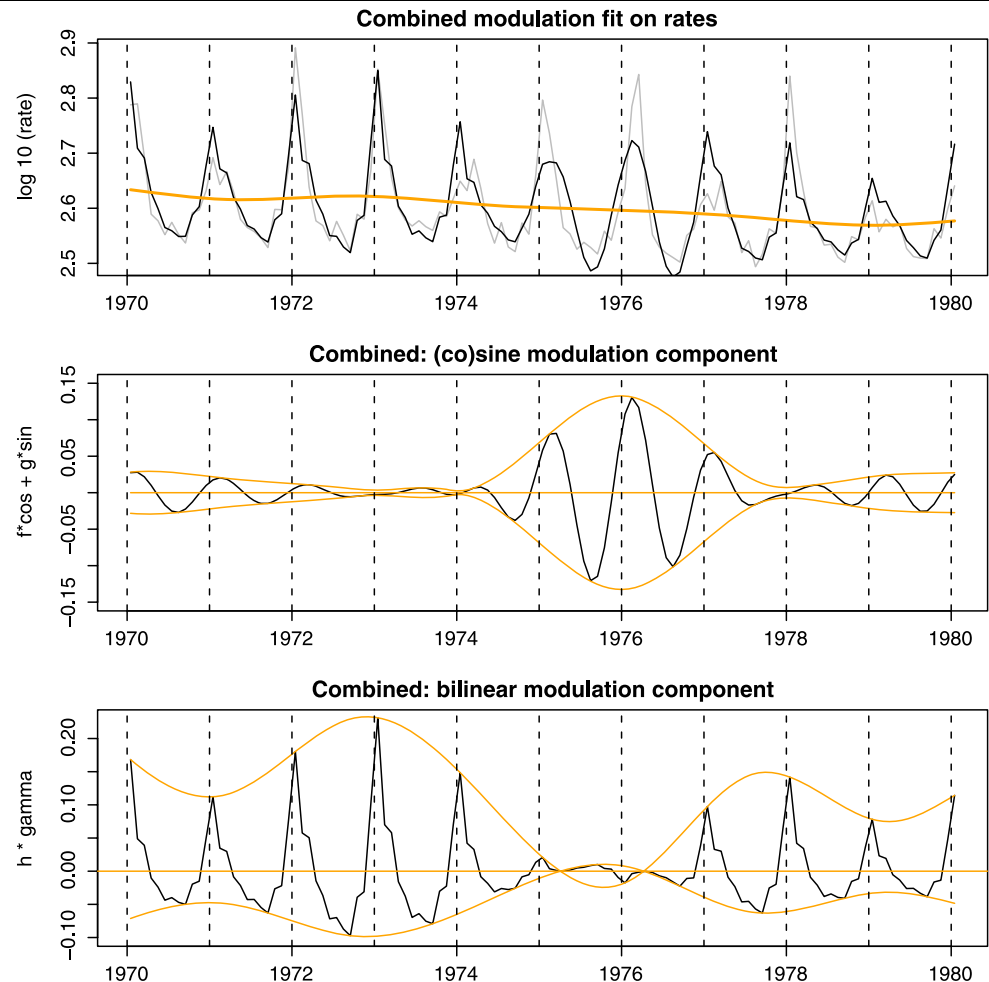 Combined modulation fit on rates
log 10 (rate)
2.9
2.8
2.7
2.6
2.5
1970 1972 1974 1976 1978 1980
Combined: (co)sine modulation component
f*cos + g*sin
0.15
0.05
−0.05
−0.15
1970 1972 1974 1976 1978 1980
Combined: bilinear modulation component
h * gamma
0.20
0.10
0.00
−0.10
1970 1972 1974 1976 1978 1980